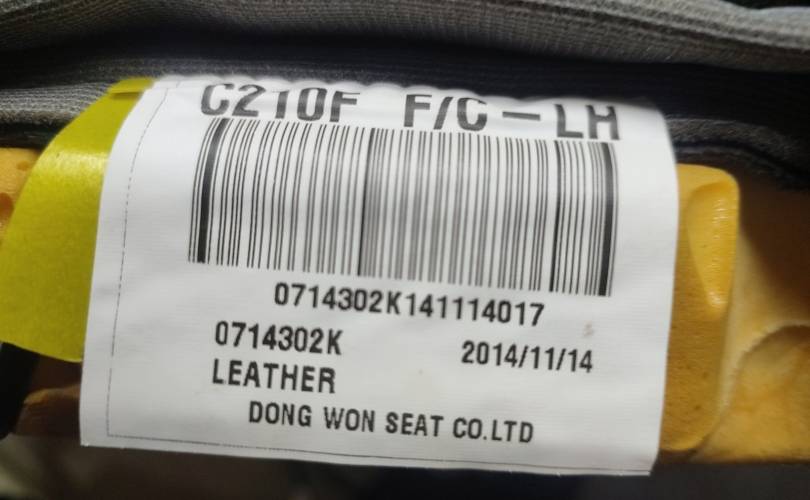 C210F F/C-LH
0714302K141114017
0714302K 2014/11/14
LEATHER
DONG WON SEAT CO.LTD